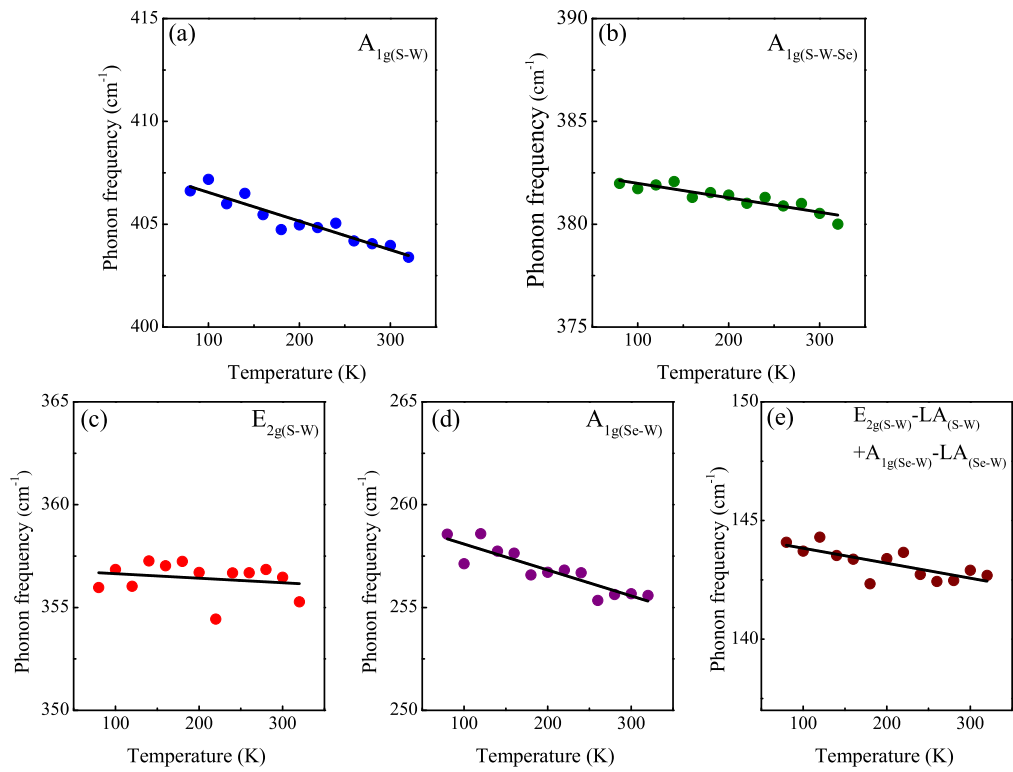 (a)
A1g(S-W)
415
410
405
400
100
200
300
Phonon frequency (cm-1)
Temperature (K)
(b)
A1g(S-W-Se)
390
385
380
375
100
200
300
Phonon frequency (cm-1)
Temperature (K)
(c)
E2g(S-W)
365
360
355
350
100
200
300
Phonon frequency (cm-1)
Temperature (K)
(d)
A1g(Se-W)
265
260
255
250
100
200
300
Phonon frequency (cm-1)
Temperature (K)
(e)
E2g(S-W)-LA(S-W)
+A1g(Se-W)-LA(Se-W)
150
145
140
100
200
300
Phonon frequency (cm-1)
Temperature (K)